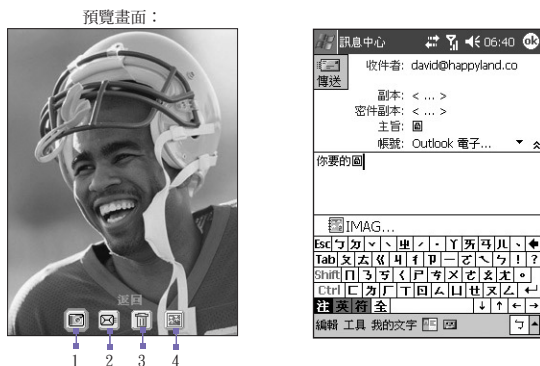 預覽畫面：
返回
1 2 3 4
訊息中心 06:40 ok
傳送
收件者: david@happyland.co
副本: < ... >
密件副本: < ... >
主旨: 圖
帳號: Outlook 電子...
你要的圖
IMAG...
Esc ㄅ ㄉ ˇ ˋ ㄓ ˊ ˙ ㄚ ㄞ ㄢ ㄦ 、 ←
Tab ㄆ ㄊ ㄍ ㄐ ㄔ ㄗ ㄧ ㄛ ㄟ ㄣ ! ?
Shift ㄇ ㄋ ㄎ ㄑ ㄕ ㄘ ㄨ ㄜ ㄠ ㄤ 。
Ctrl ㄈ ㄌ ㄏ ㄒ ㄖ ㄙ ㄩ ㄝ ㄡ ㄥ ↵
注 英 符 全 ↓ ↑ ← →
編輯 工具 我的文字 ㄅ